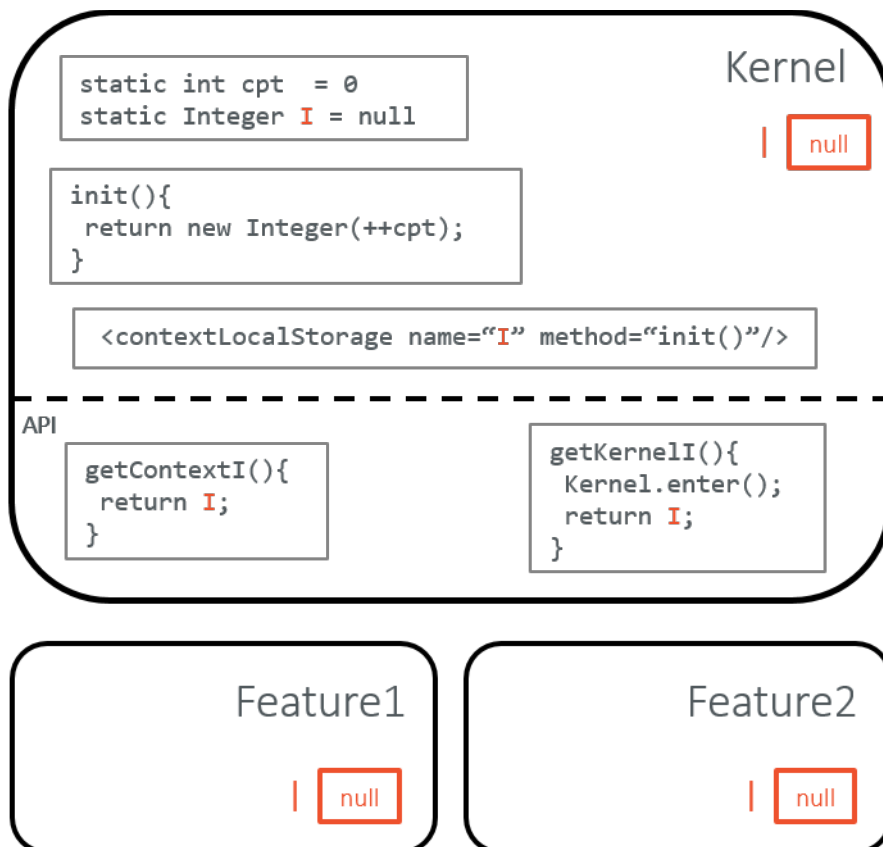 Kernel
static int cpt  = 0
static Integer I = null
I null
init(){
return new Integer(++cpt);
}
<contextLocalStorage name=“I” method=“init()”/>
API
getContextI(){
return I;
}
getKernelI(){
Kernel.enter();
return I;
}
Feature1
I null
Feature2
I null